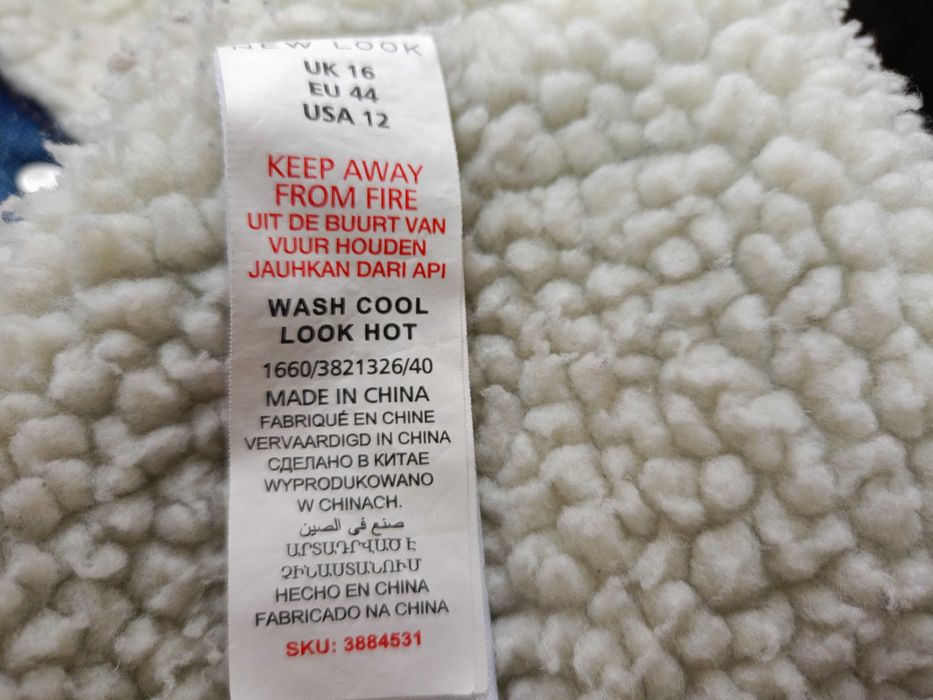 NEW LOOK
UK 16
EU 44
USA 12
KEEP AWAY
FROM FIRE
UIT DE BUURT VAN
VUUR HOUDEN
JAUHKAN DARI API
WASH COOL
LOOK HOT
1660/3821326/40
MADE IN CHINA
FABRIQUÉ EN CHINE
VERVAARDIGD IN CHINA
СДЕЛАНО В КИТАЕ
WYPRODUKOWANO
W CHINACH.
صنع فى الصين
ԱՐՏԱԴՐՎԱԾ Է
ՉԻՆԱՍՏԱՆՈՒՄ
HECHO EN CHINA
FABRICADO NA CHINA
SKU: 3884531